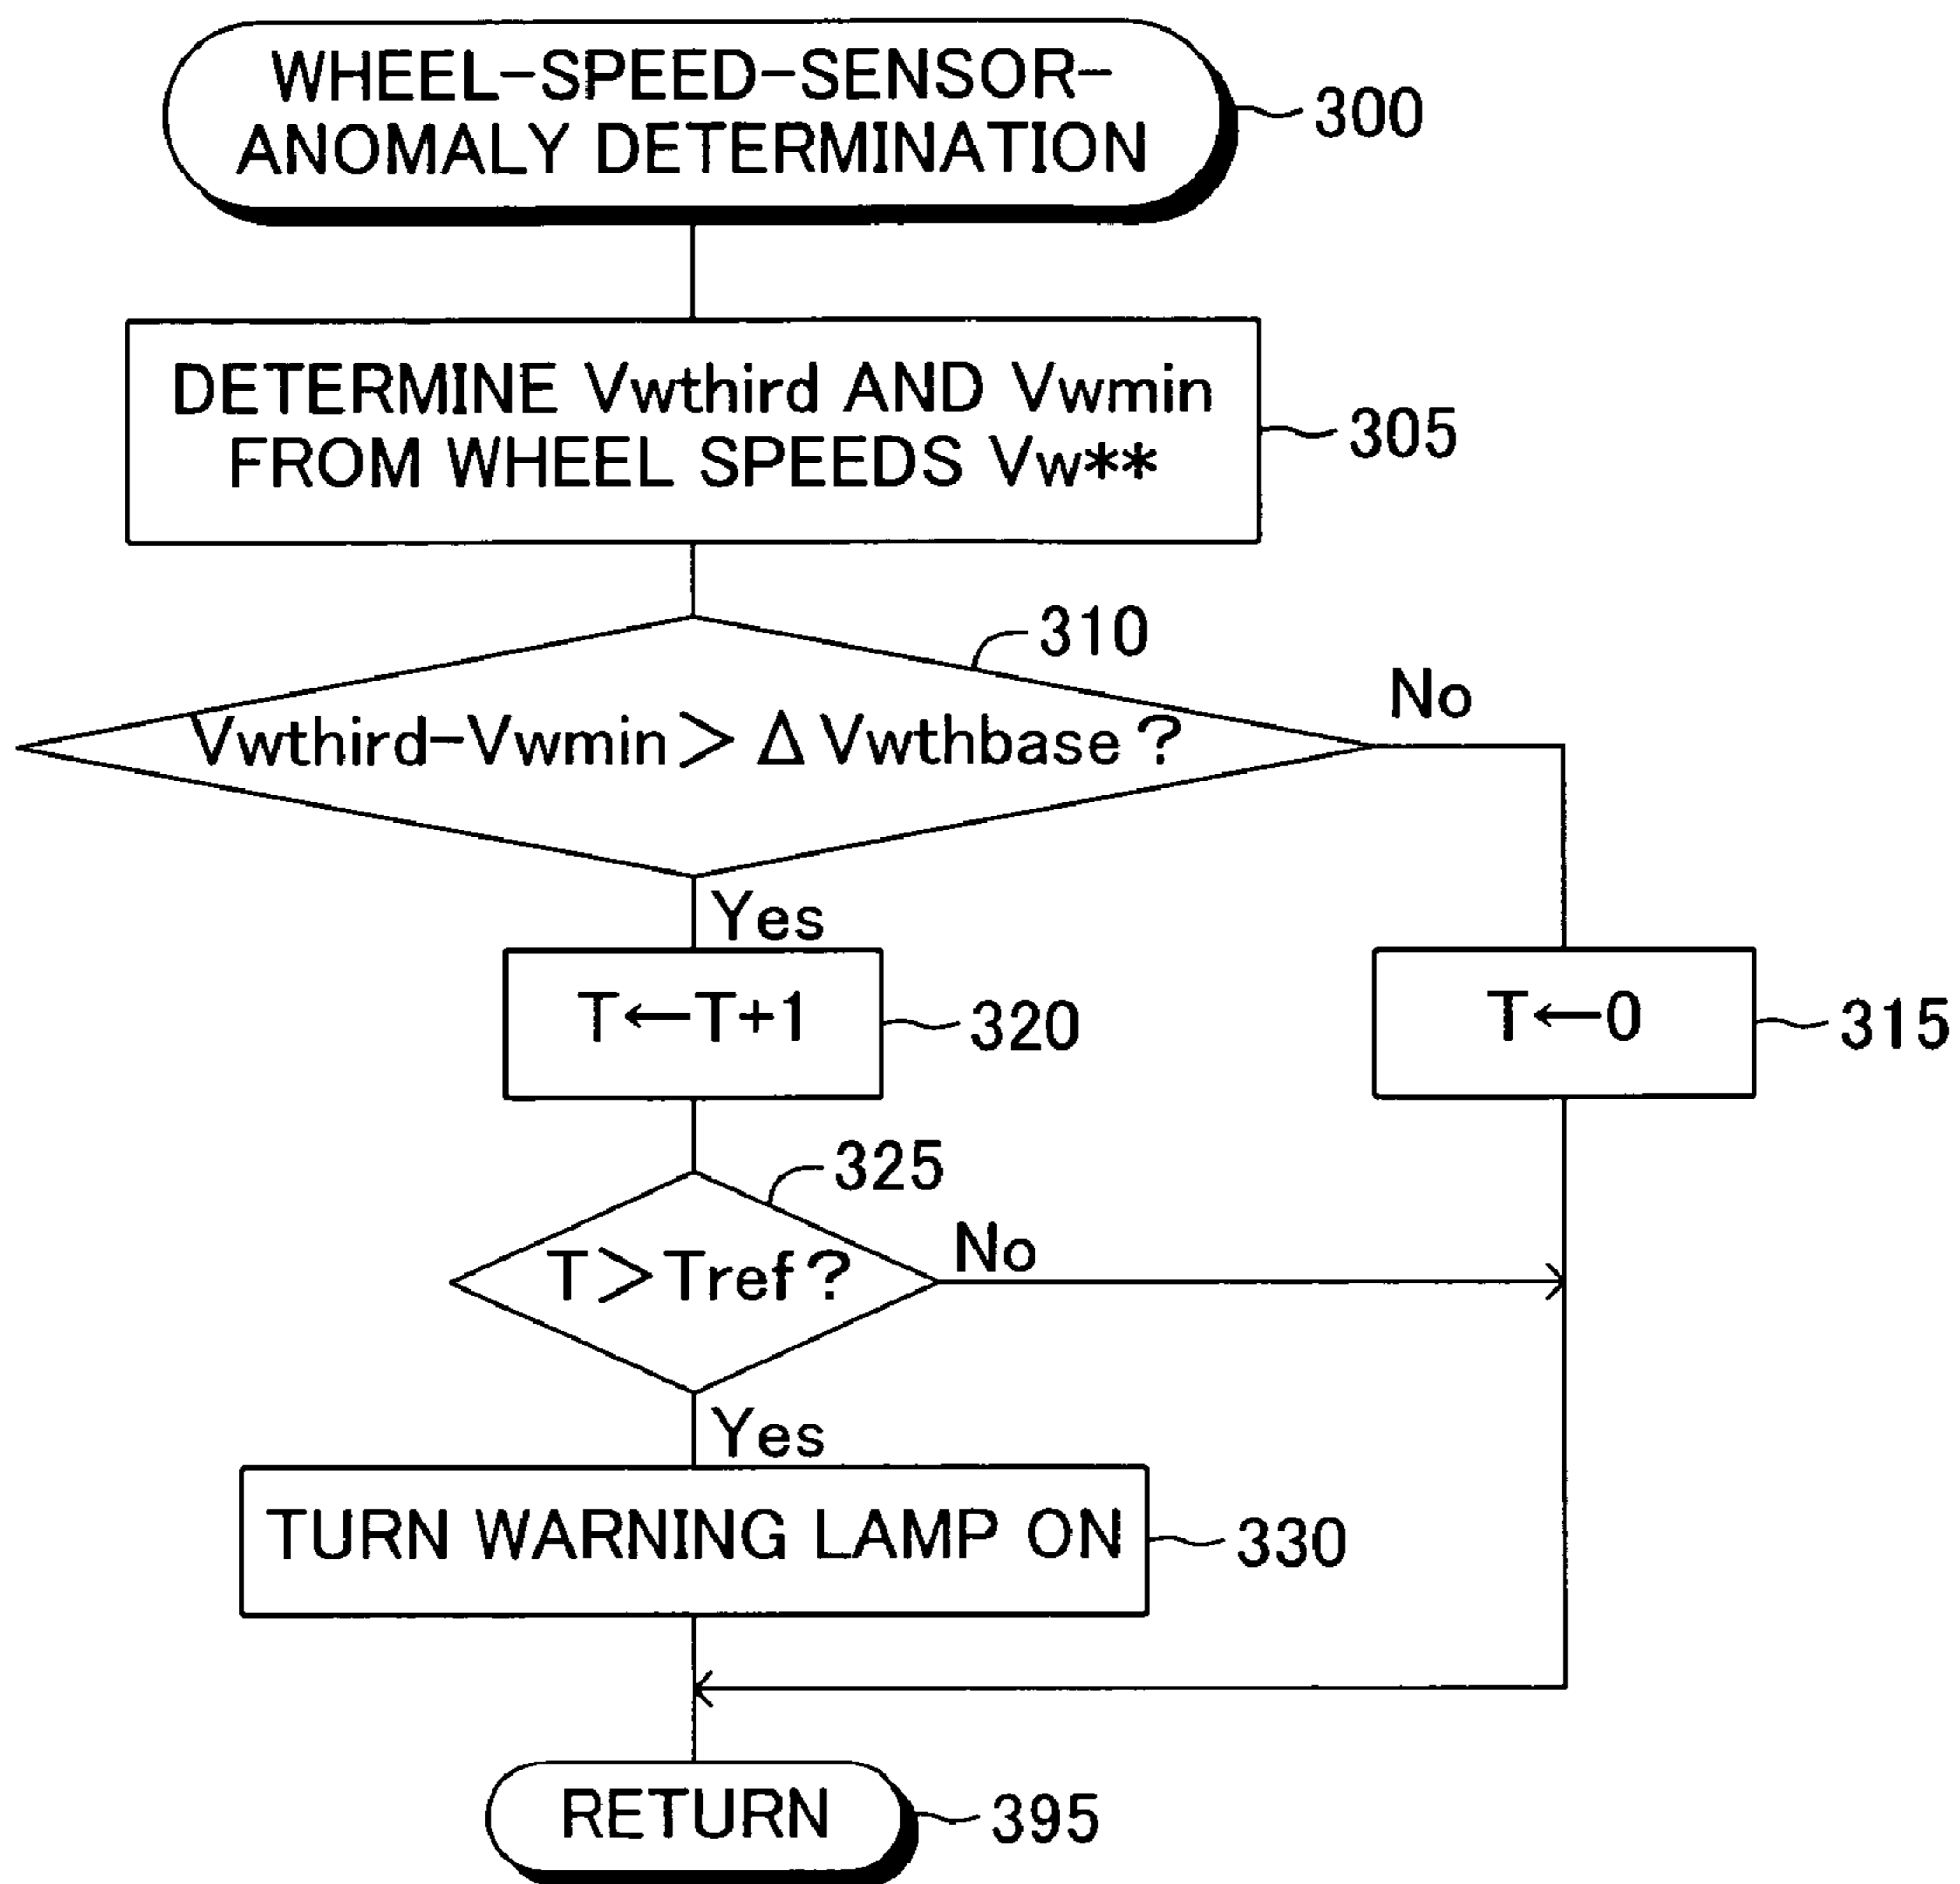 WHEEL-SPEED-SENSOR-
ANOMALY DETERMINATION
300
DETERMINE Vwthird AND Vwmin
FROM WHEEL SPEEDS Vw**
305
310
Vwthird-Vwmin > Δ Vwthbase ?
No
Yes
T←T+1
320
T←0
315
325
T>Tref?
No
Yes
TURN WARNING LAMP ON
330
RETURN
395